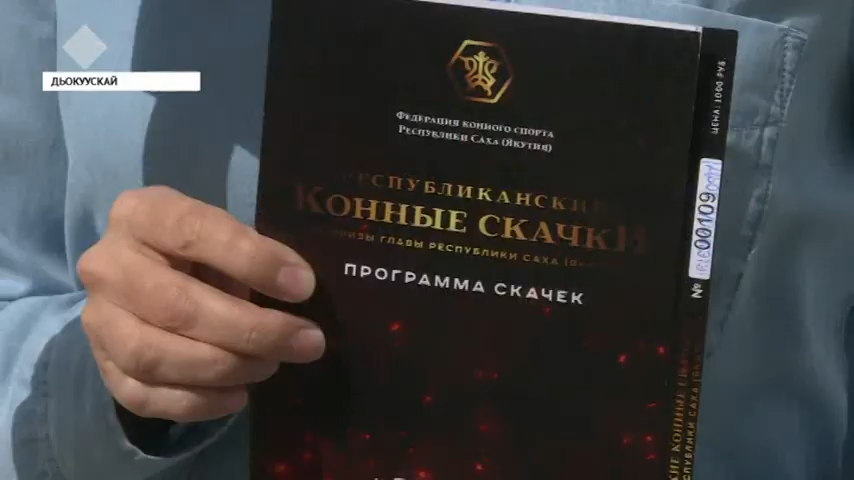 ДЬОКУУСКАЙ
ФЕДЕРАЦИЯ КОННОГО СПОРТА
РЕСПУБЛИКИ САХА (ЯКУТИЯ)
КОННЫЕ СКАЧКИ
ГЛАВЫ РЕСПУБЛИКИ САХА
ПРОГРАММА СКАЧЕК
ЦЕНА: 1000 РУБ.
№
00109
КОННЫЕ